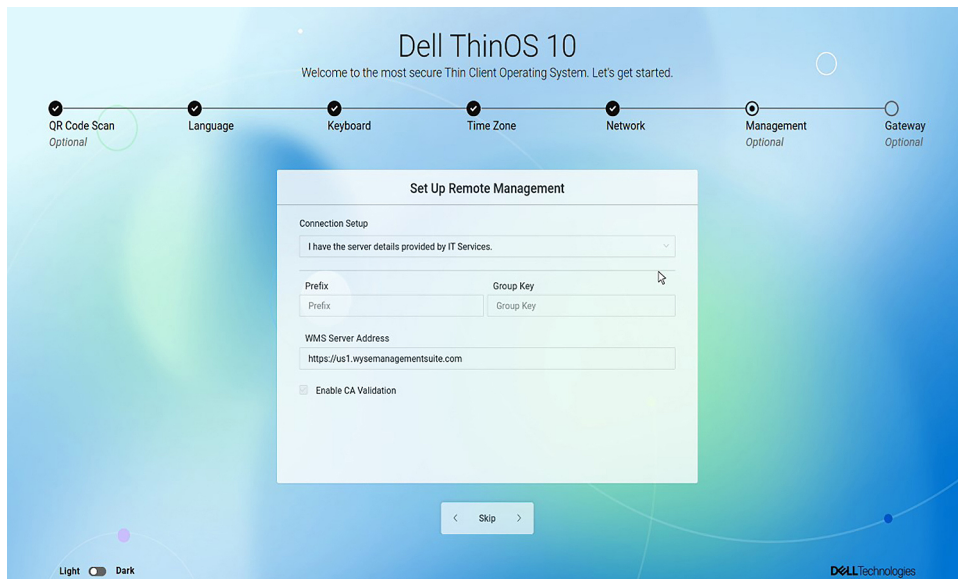 Dell ThinOS 10
Welcome to the most secure Thin Client Operating System. Let's get started.
QR Code Scan Language Keyboard Time Zone Network Management Gateway
Optional Optional Optional
Set Up Remote Management
Connection Setup
I have the server details provided by IT Services.
Prefix Group Key
Prefix Group Key
WMS Server Address
https://us1.wysemanagementsuite.com
Enable CA Validation
Skip
Light Dark
DELLTechnologies